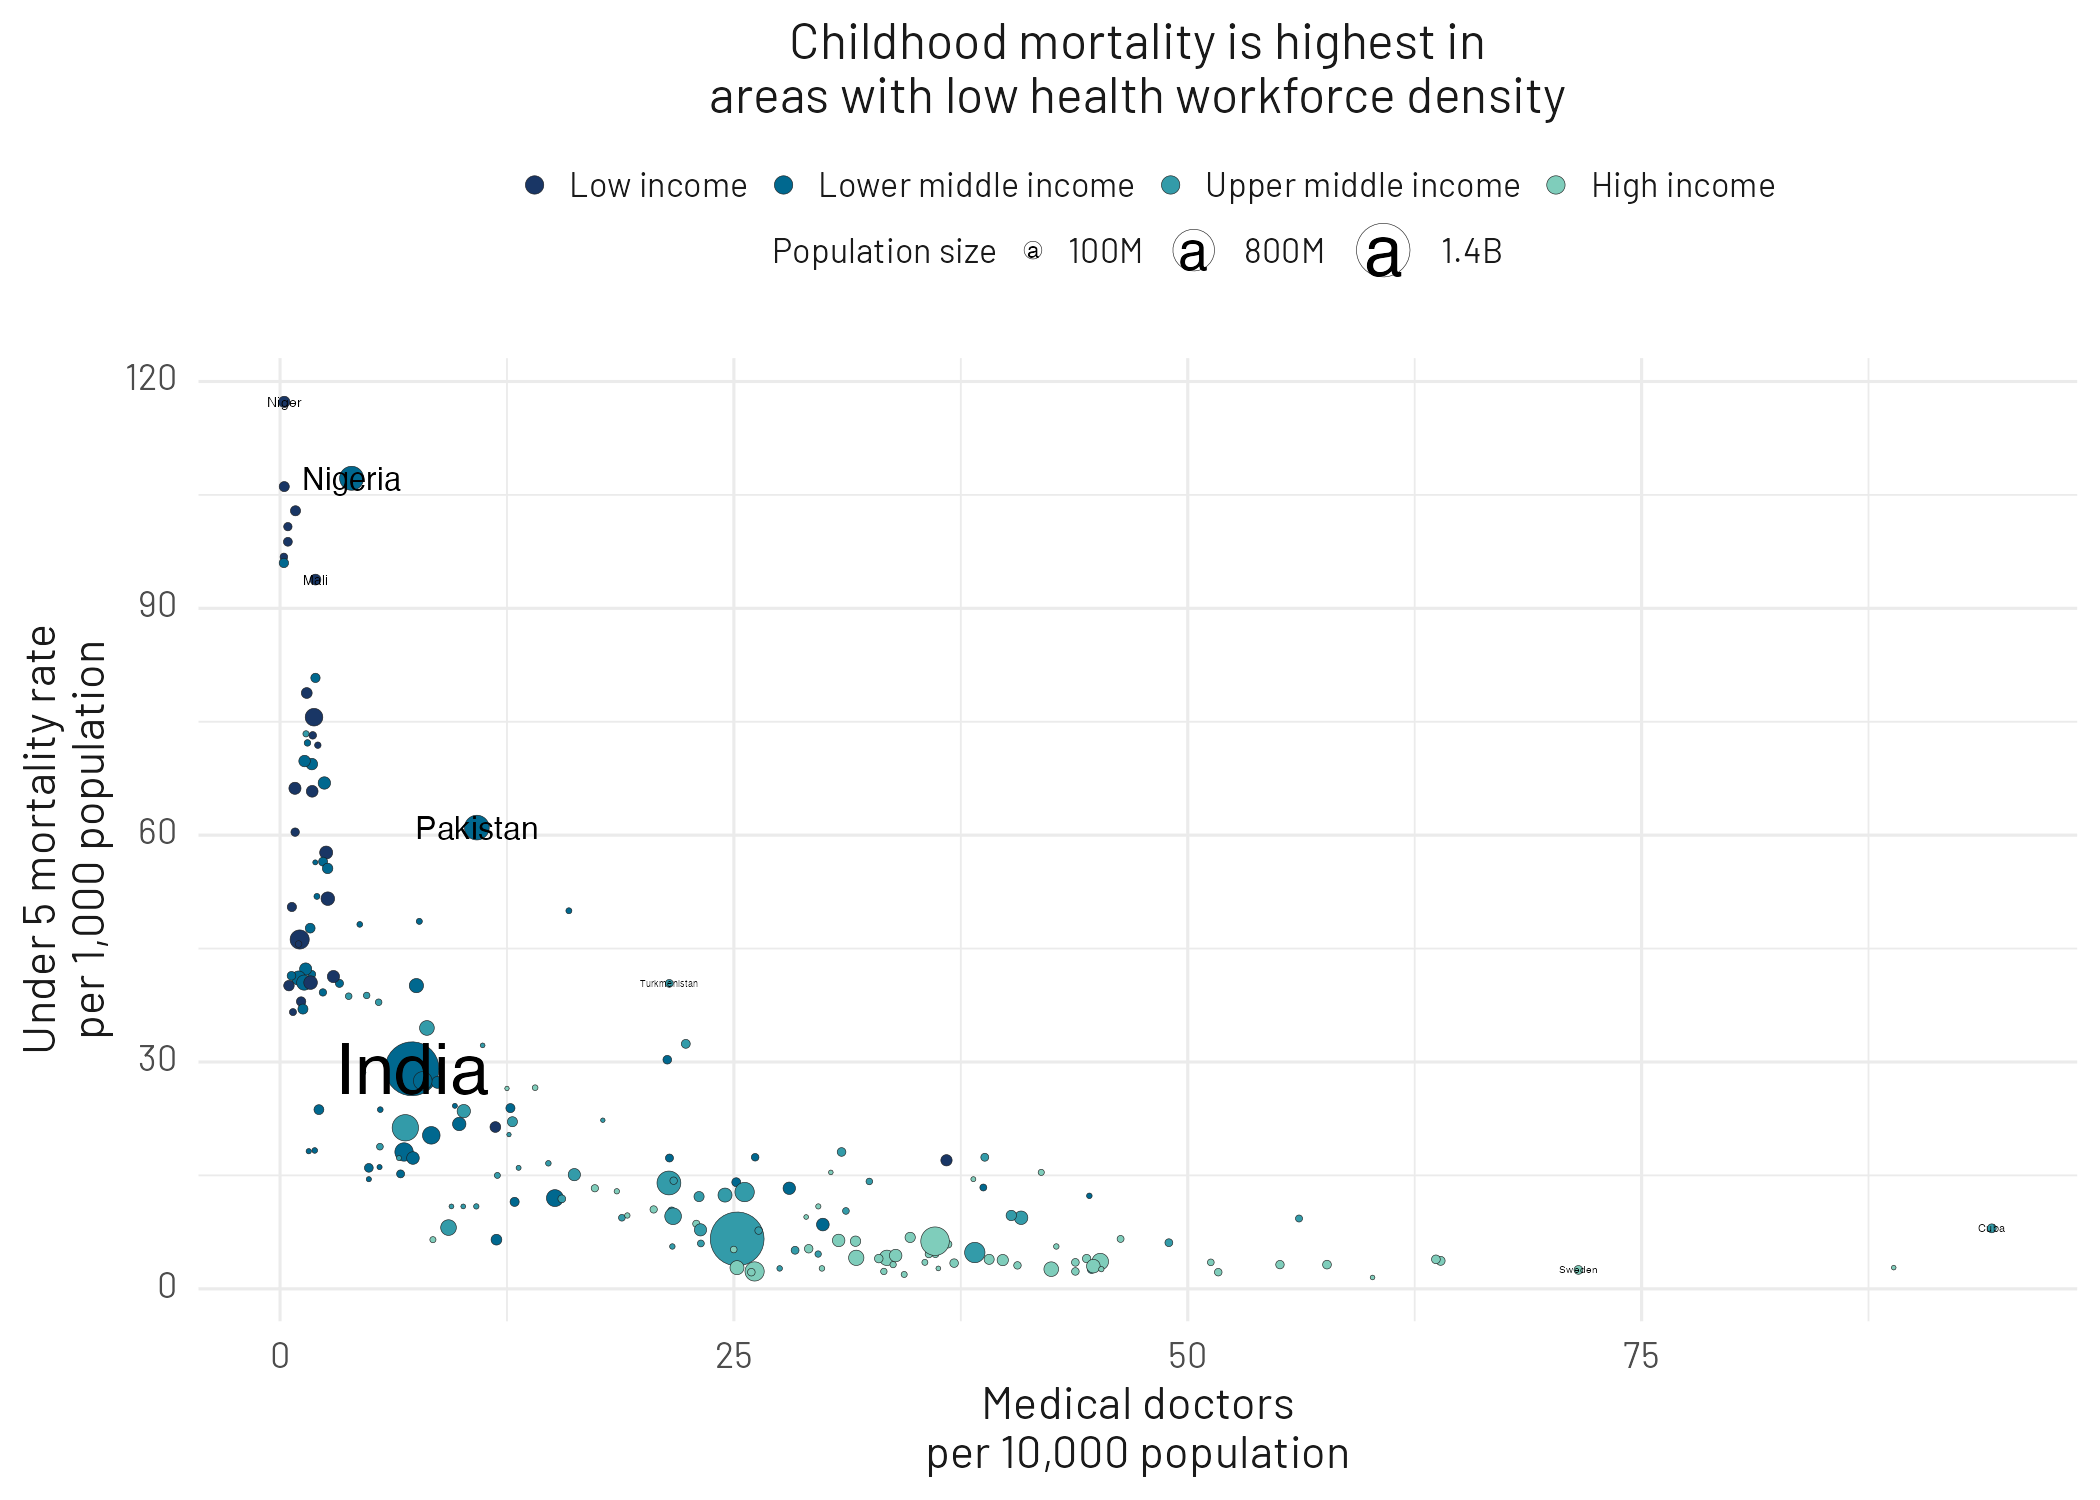 Childhood mortality is highest in
areas with low health workforce density
Low income Lower middle income Upper middle income High income
Population size a 100M a 800M a 1.4B
120
90
60
30
0
Under 5 mortality rate
per 1,000 population
Niger
Nigeria
Mali
Pakistan
Turkmenistan
India
Cuba
Sweden
0 25 50 75
Medical doctors
per 10,000 population